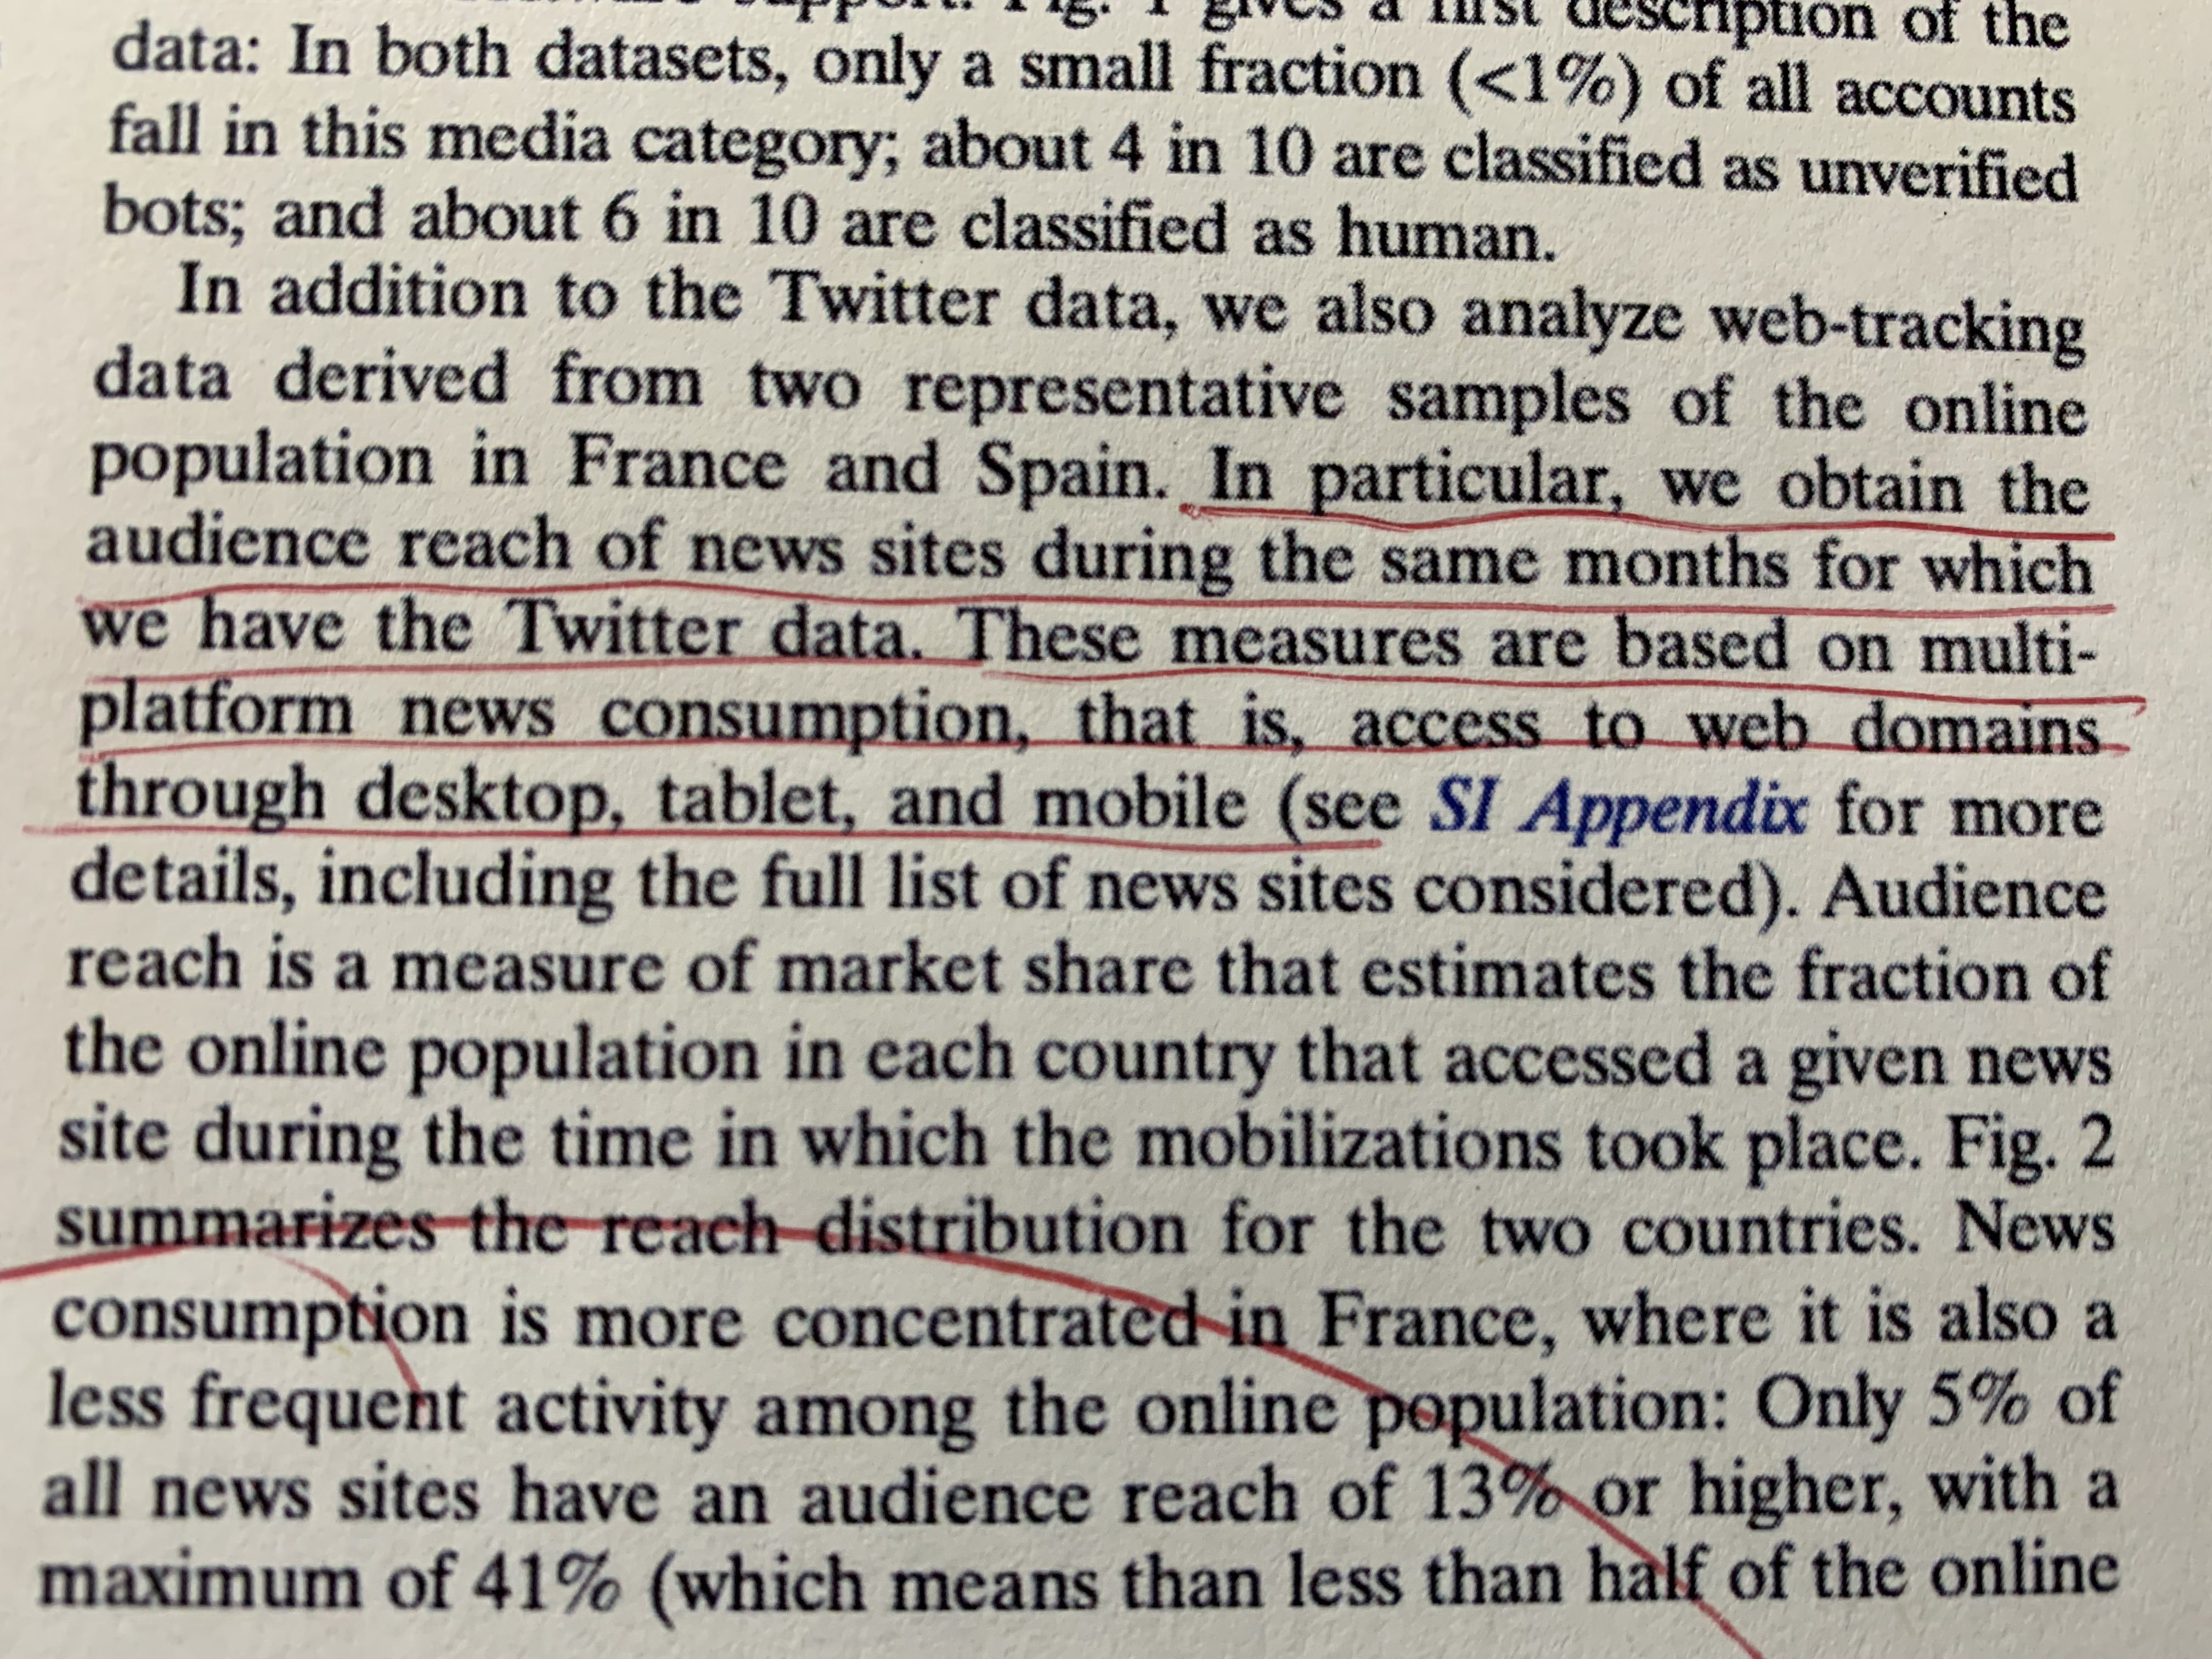 support. Fig. 1 gives a first description of the
data: In both datasets, only a small fraction (<1%) of all accounts
fall in this media category; about 4 in 10 are classified as unverified
bots; and about 6 in 10 are classified as human.
In addition to the Twitter data, we also analyze web-tracking
data derived from two representative samples of the online
population in France and Spain. In particular, we obtain the
audience reach of news sites during the same months for which
we have the Twitter data. These measures are based on multi-
platform news consumption, that is, access to web domains
through desktop, tablet, and mobile (see SI Appendix for more
details, including the full list of news sites considered). Audience
reach is a measure of market share that estimates the fraction of
the online population in each country that accessed a given news
site during the time in which the mobilizations took place. Fig. 2
summarizes the reach distribution for the two countries. News
consumption is more concentrated in France, where it is also a
less frequent activity among the online population: Only 5% of
all news sites have an audience reach of 13% or higher, with a
maximum of 41% (which means than less than half of the online